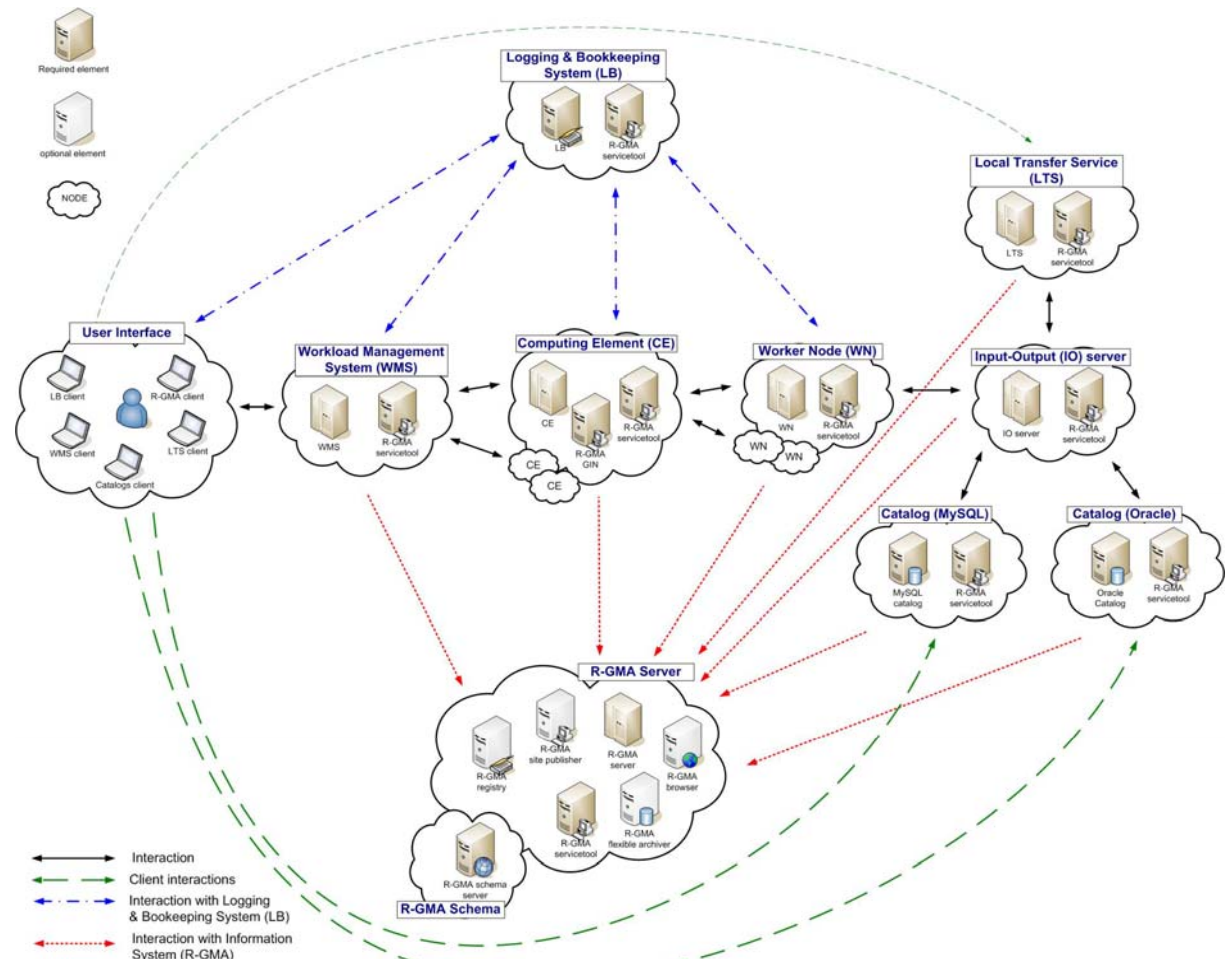 Required element
optional element
NODE
Logging & Bookkeeping
System (LB)
LB
R-GMA
servicetool
Local Transfer Service
(LTS)
LTS
R-GMA
servicetool
User Interface
LB client
R-GMA client
WMS client
LTS client
Catalogs client
Workload Management
System (WMS)
WMS
R-GMA
servicetool
Computing Element (CE)
CE
R-GMA
servicetool
R-GMA
GIN
CE
CE
Worker Node (WN)
WN
R-GMA
servicetool
WN
WN
Input-Output (IO) server
IO server
R-GMA
servicetool
Catalog (MySQL)
MySQL
catalog
R-GMA
servicetool
Catalog (Oracle)
Oracle
Catalog
R-GMA
servicetool
R-GMA Server
R-GMA
registry
R-GMA
site publisher
R-GMA
server
R-GMA
browser
R-GMA
servicetool
R-GMA
flexible archiver
R-GMA schema
server
R-GMA Schema
Interaction
Client interactions
Interaction with Logging
& Bookeeping System (LB)
Interaction with Information
System (R-GMA)